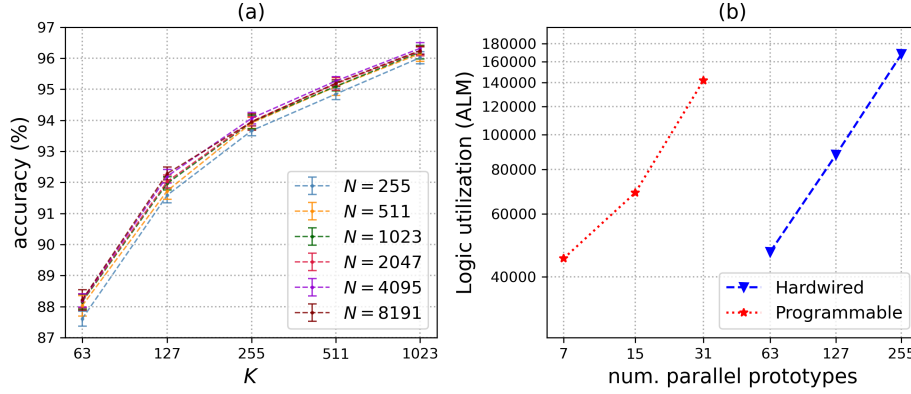 (a)
97
96
95
94
93
92
91
90
89
88
87
accuracy (%)
63 127 255 511 1023
K
N = 255
N = 511
N = 1023
N = 2047
N = 4095
N = 8191
(b)
180000
160000
140000
120000
100000
80000
60000
40000
Logic utilization (ALM)
7 15 31 63 127 255
num. parallel prototypes
Hardwired
Programmable